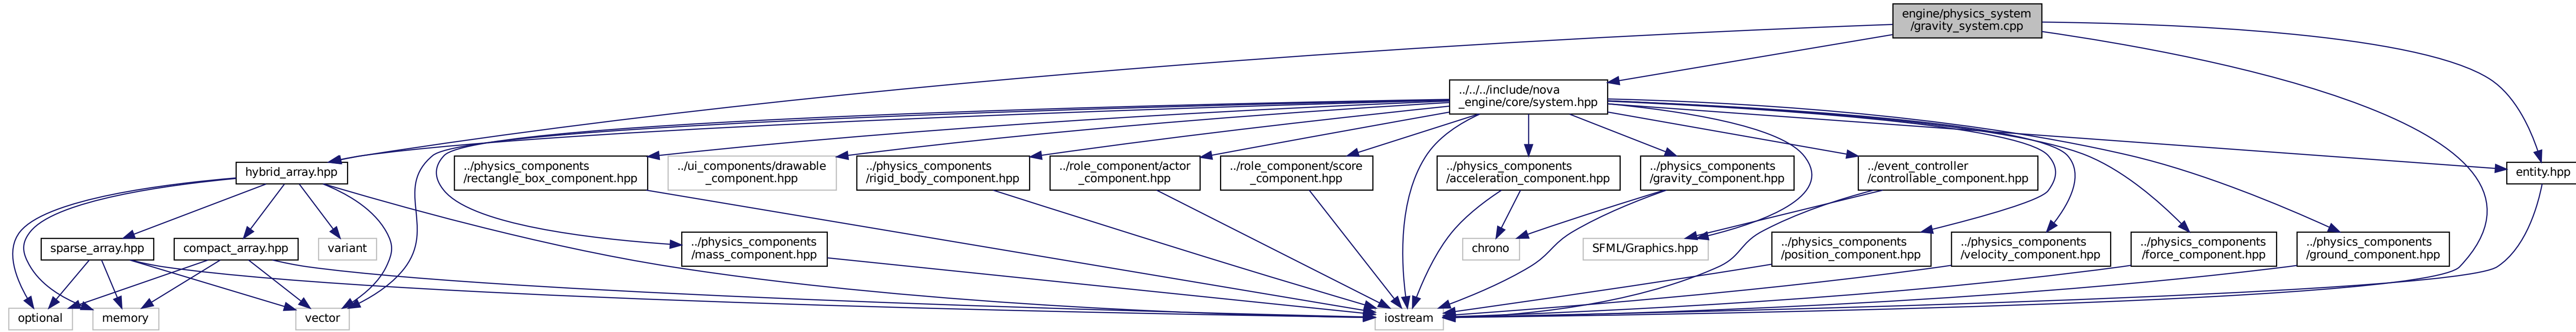 engine/physics_system
/gravity_system.cpp
../../../include/nova
_engine/core/system.hpp
hybrid_array.hpp
../physics_components
/rectangle_box_component.hpp
../ui_components/drawable
_component.hpp
../physics_components
/rigid_body_component.hpp
../role_component/actor
_component.hpp
../role_component/score
_component.hpp
../physics_components
/acceleration_component.hpp
../physics_components
/gravity_component.hpp
../event_controller
/controllable_component.hpp
entity.hpp
sparse_array.hpp
compact_array.hpp
variant
../physics_components
/mass_component.hpp
chrono
SFML/Graphics.hpp
../physics_components
/position_component.hpp
../physics_components
/velocity_component.hpp
../physics_components
/force_component.hpp
../physics_components
/ground_component.hpp
optional
memory
vector
iostream